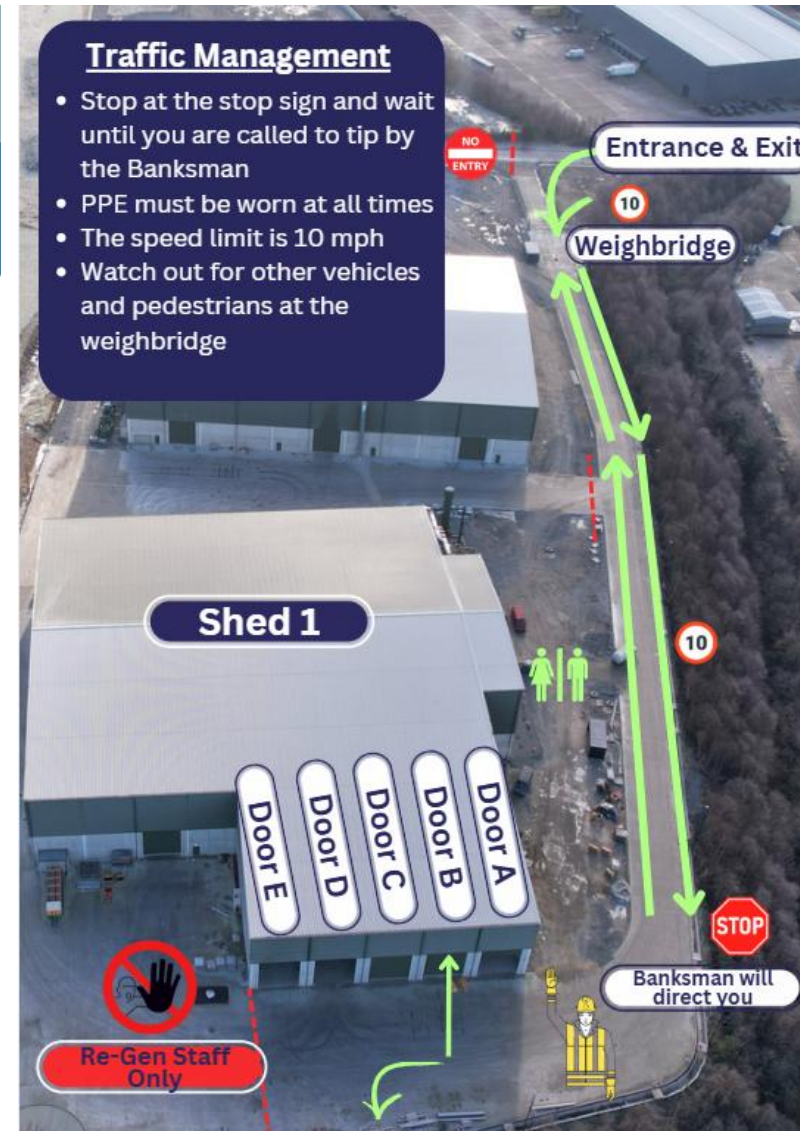 Traffic Management
• Stop at the stop sign and wait
until you are called to tip by
the Banksman
• PPE must be worn at all times
• The speed limit is 10 mph
• Watch out for other vehicles
and pedestrians at the
weighbridge
NO
ENTRY
Entrance & Exit
10
Weighbridge
Shed 1
10
Door E
Door D
Door C
Door B
Door A
STOP
Banksman will
direct you
Re-Gen Staff
Only